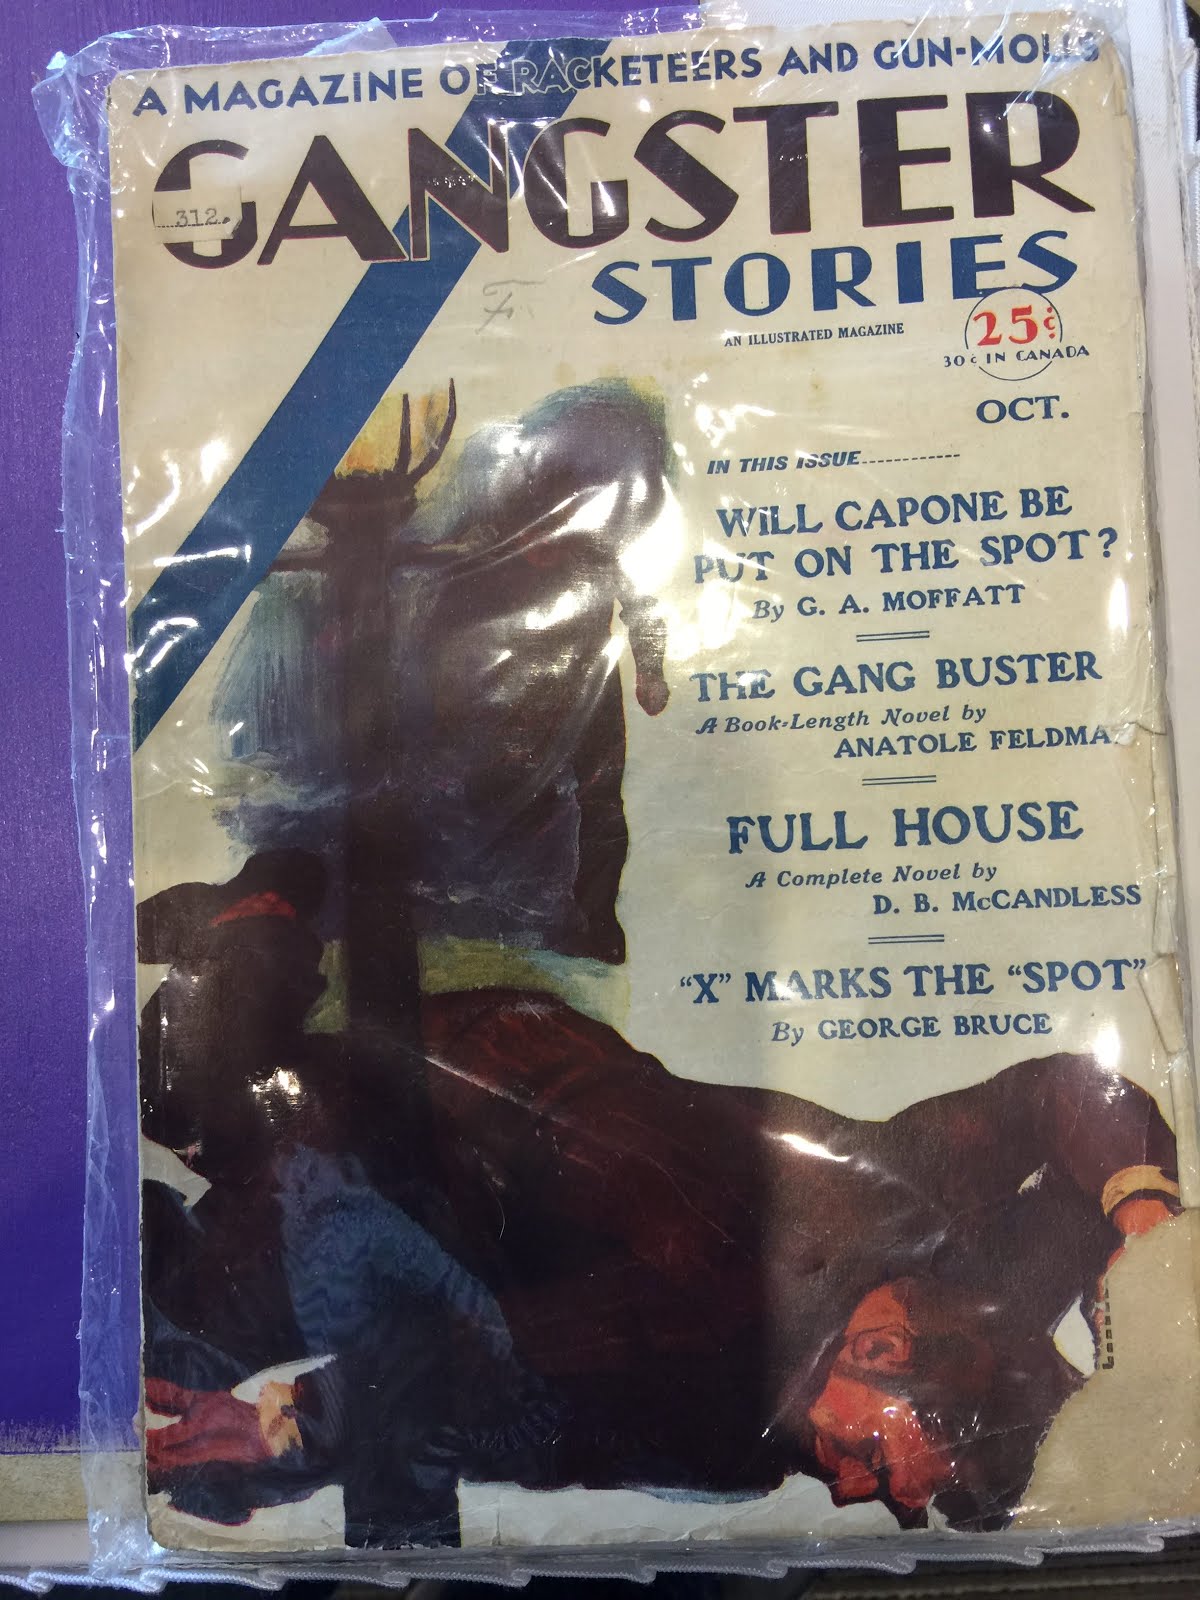 A MAGAZINE OF RACKETEERS AND GUN-MOLLS
GANGSTER
312.
STORIES
F
AN ILLUSTRATED MAGAZINE
25¢
30¢ IN CANADA
OCT.
IN THIS ISSUE------------
WILL CAPONE BE
PUT ON THE SPOT?
By G. A. MOFFATT
THE GANG BUSTER
A Book-Length Novel by
ANATOLE FELDMA
FULL HOUSE
A Complete Novel by
D. B. McCANDLESS
"X" MARKS THE "SPOT"
By GEORGE BRUCE